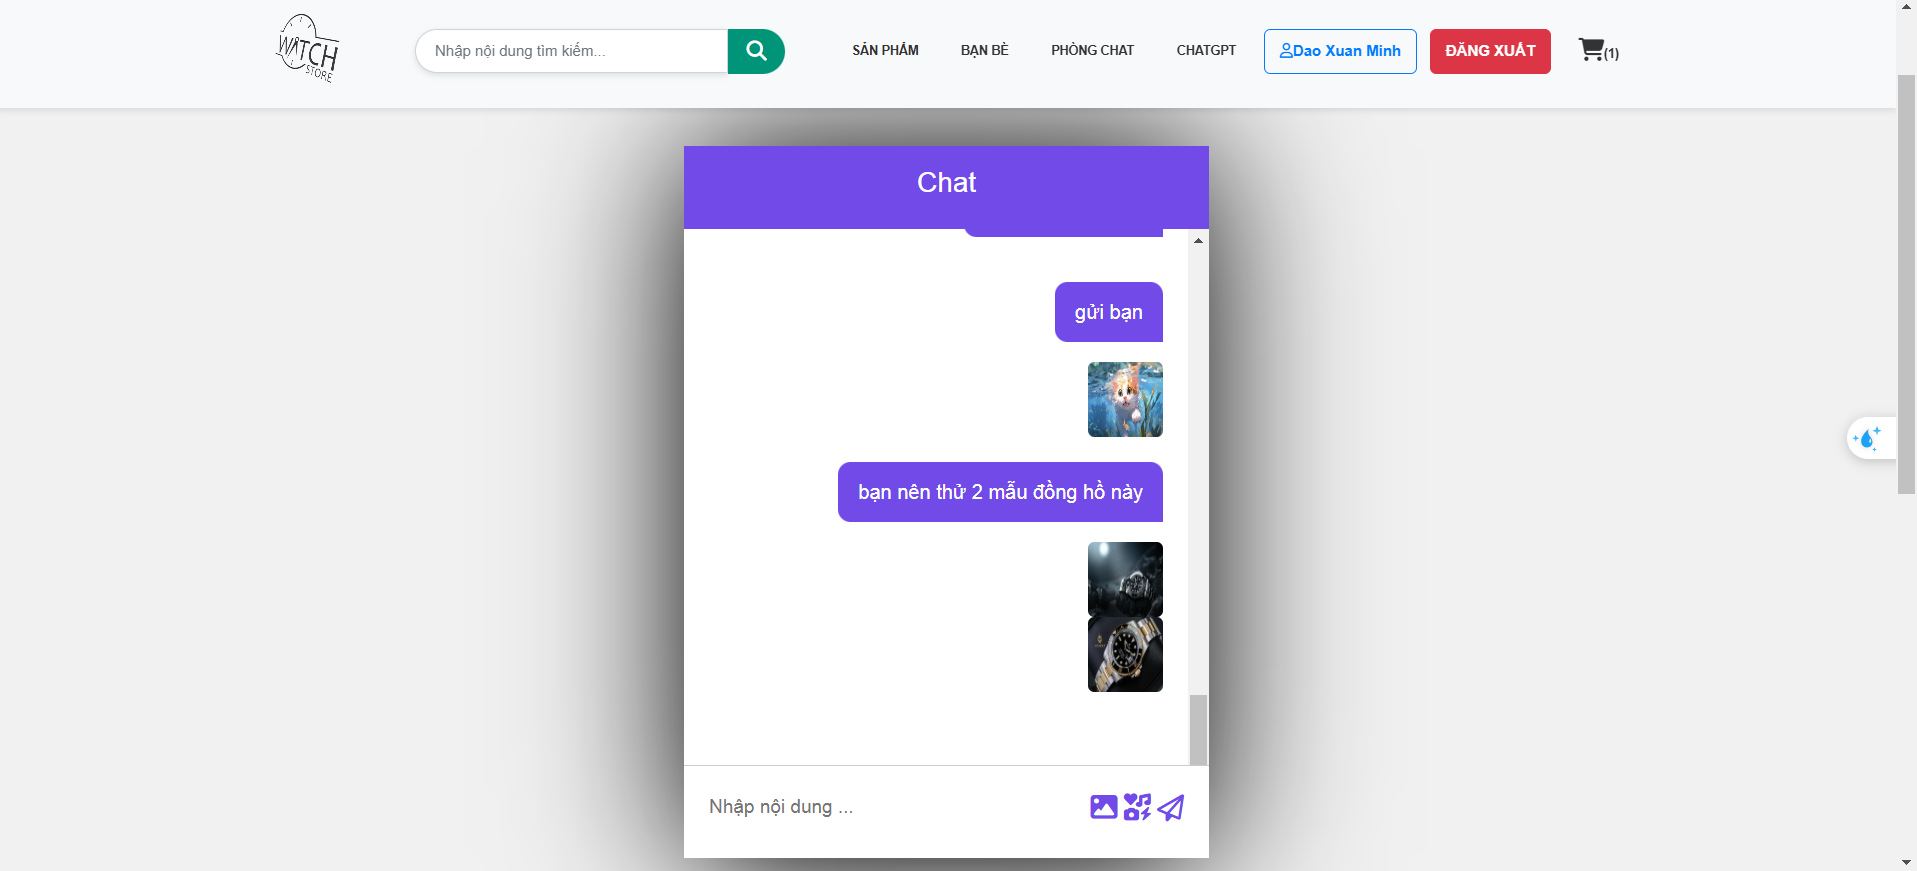 WATCH
STORE
Nhập nội dung tìm kiếm...
SẢN PHẨM
BẠN BÈ
PHÒNG CHAT
CHATGPT
Dao Xuan Minh
ĐĂNG XUẤT
(1)
Chat
gửi bạn
bạn nên thử 2 mẫu đồng hồ này
Nhập nội dung ...